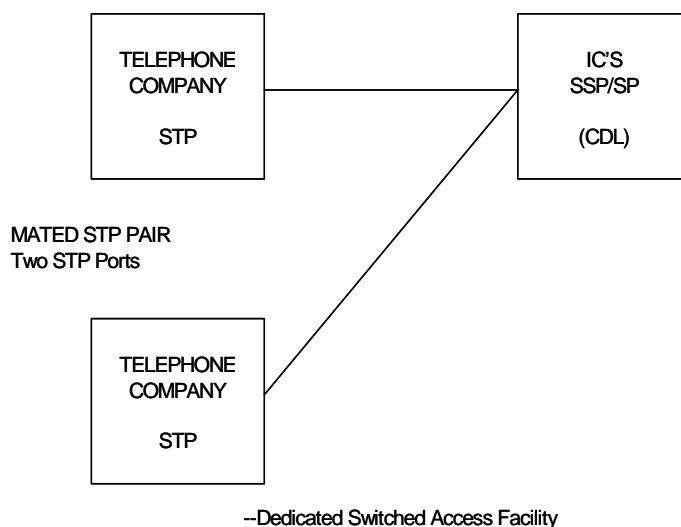 TELEPHONE
COMPANY
STP
IC'S
SSP/SP
(CDL)
MATED STP PAIR
Two STP Ports
TELEPHONE
COMPANY
STP
--Dedicated Switched Access Facility